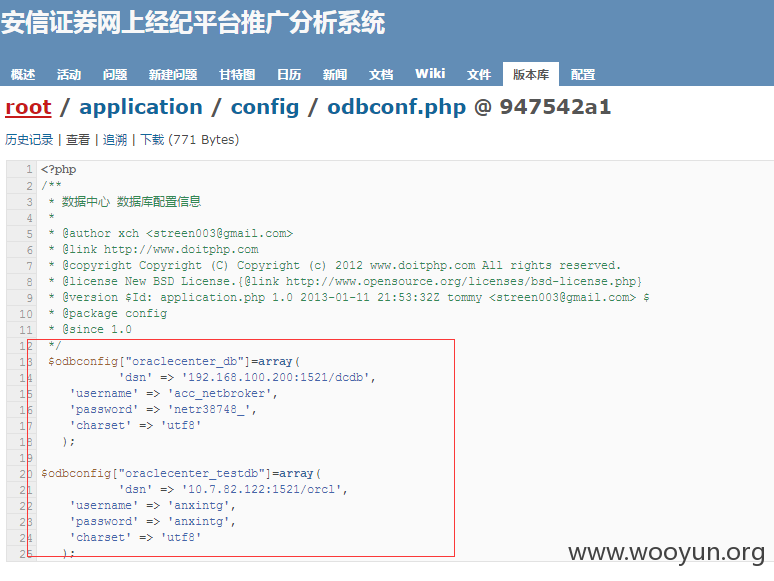 安信证券网上经纪平台推广分析系统
概述 活动 问题 新建问题 甘特图 日历 新闻 文档 Wiki 文件 版本库 配置
root / application / config / odbconf.php @ 947542a1
历史记录 | 查看 | 追溯 | 下载 (771 Bytes)
1 <?php
2 /**
3 * 数据中心 数据库配置信息
4 *
5 * @author xch <streen003@gmail.com>
6 * @link http://www.doitphp.com
7 * @copyright Copyright (C) Copyright (c) 2012 www.doitphp.com All rights reserved.
8 * @license New BSD License.{@link http://www.opensource.org/licenses/bsd-license.php}
9 * @version $Id: application.php 1.0 2013-01-11 21:53:32Z tommy <streen003@gmail.com> $
10 * @package config
11 * @since 1.0
12 */
13 $odbconfig["oraclecenter_db"]=array(
14 'dsn' => '192.168.100.200:1521/dcdb',
15 'username' => 'acc_netbroker',
16 'password' => 'netr38748_',
17 'charset' => 'utf8'
18 );
19
20 $odbconfig["oraclecenter_testdb"]=array(
21 'dsn' => '10.7.82.122:1521/orcl',
22 'username' => 'anxintg',
23 'password' => 'anxintg',
24 'charset' => 'utf8'
25 );
www.wooyun.org